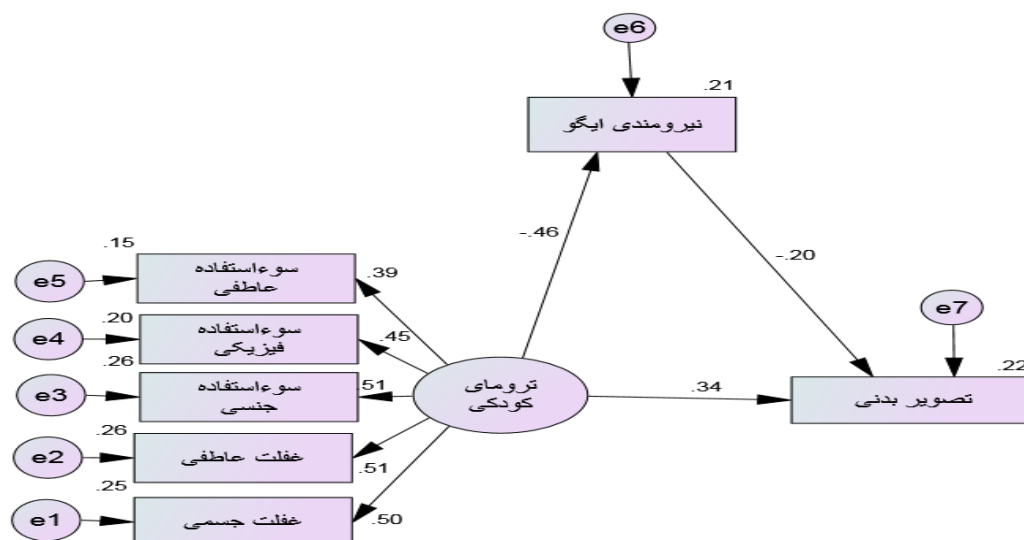 e6
.21
نیرومندی ایگو
-.46
-.20
e7
.22
تصویر بدنی
.34
ترومای
کودکی
e5
.15
سوءاستفاده
عاطفی
.39
e4
.20
سوءاستفاده
فیزیکی
.45
e3
.26
سوءاستفاده
جنسی
.51
e2
.26
غفلت عاطفی
.51
e1
.25
غفلت جسمی
.50